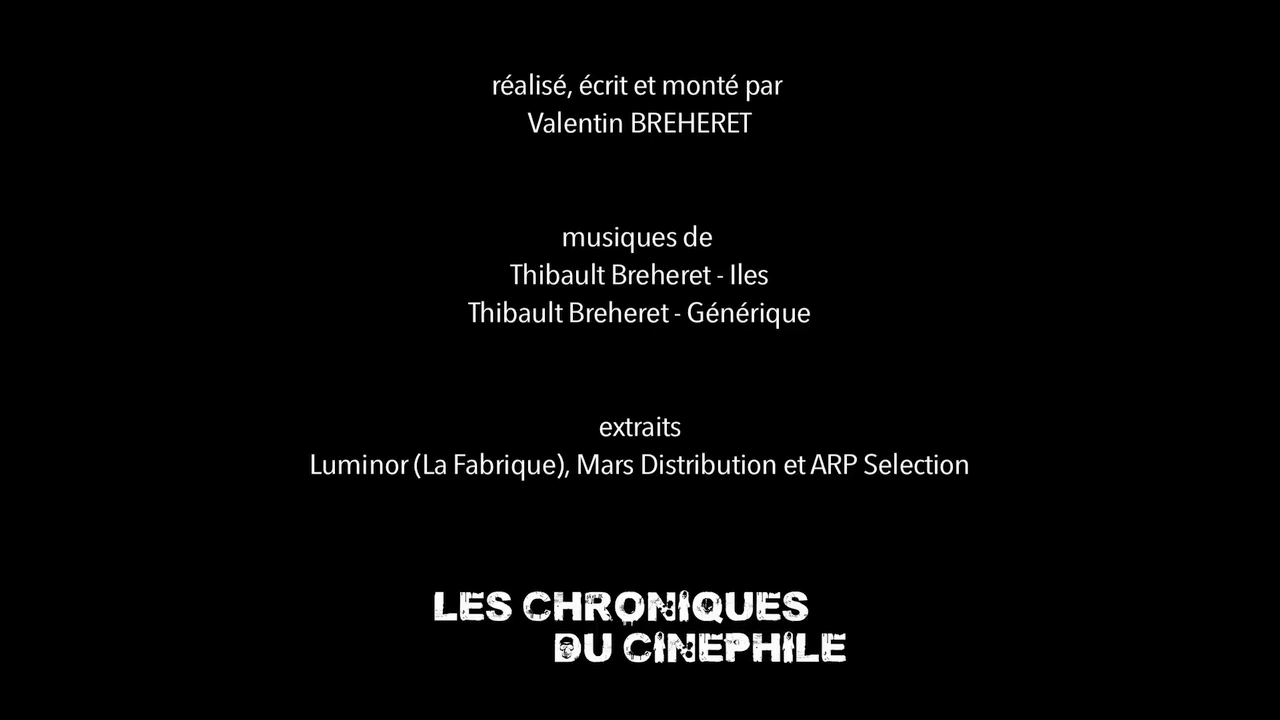 réalisé, écrit et monté par
Valentin BREHERET
musiques de
Thibault Breheret - Iles
Thibault Breheret - Générique
extraits
Luminor (La Fabrique), Mars Distribution et ARP Selection
LES CHRONIQUES
DU CINEPHILE